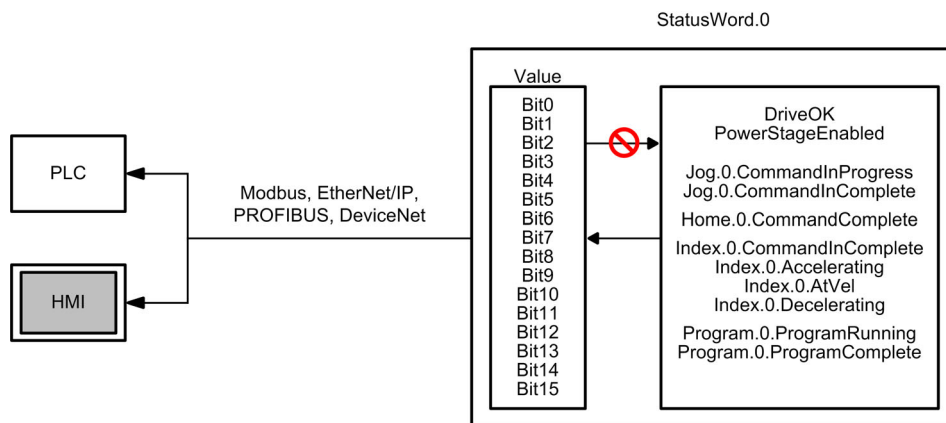 StatusWord.0
Value
Bit0
Bit1
Bit2
Bit3
Bit4
Bit5
Bit6
Bit7
Bit8
Bit9
Bit10
Bit11
Bit12
Bit13
Bit14
Bit15
DriveOK
PowerStageEnabled
Jog.0.CommandInProgress
Jog.0.CommandInComplete
Home.0.CommandComplete
Index.0.CommandInComplete
Index.0.Accelerating
Index.0.AtVel
Index.0.Decelerating
Program.0.ProgramRunning
Program.0.ProgramComplete
PLC
Modbus, EtherNet/IP,
PROFIBUS, DeviceNet
HMI